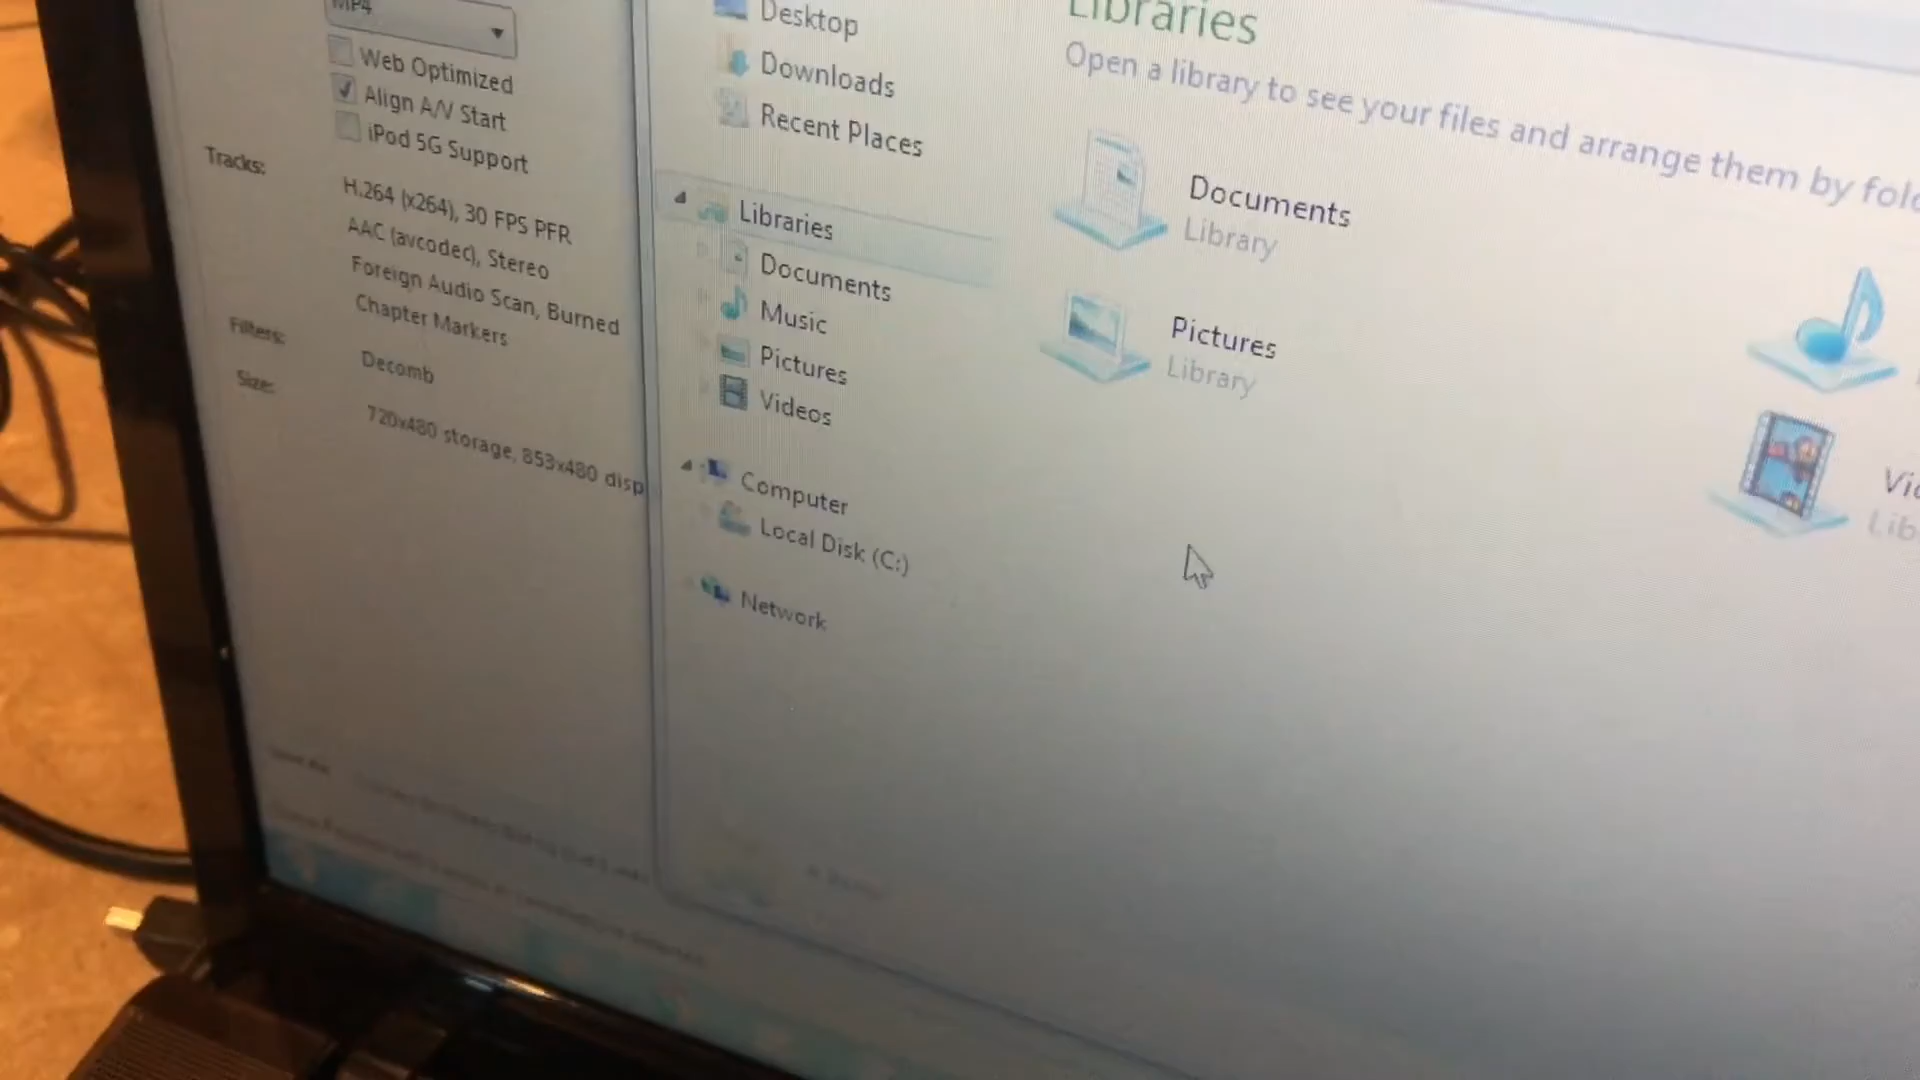 MP4
Web Optimized
Align A/V Start
iPod 5G Support
Tracks:
H.264 (x264), 30 FPS PFR
AAC (avcodec), Stereo
Foreign Audio Scan, Burned
Chapter Markers
Filters:
Decomb
Size:
720x480 storage, 853x480 disp
Desktop
Downloads
Recent Places
Libraries
Documents
Music
Pictures
Videos
Computer
Local Disk (C:)
Network
Libraries
Open a library to see your files and arrange them by fol
Documents
Library
Pictures
Library
Vi
Lib